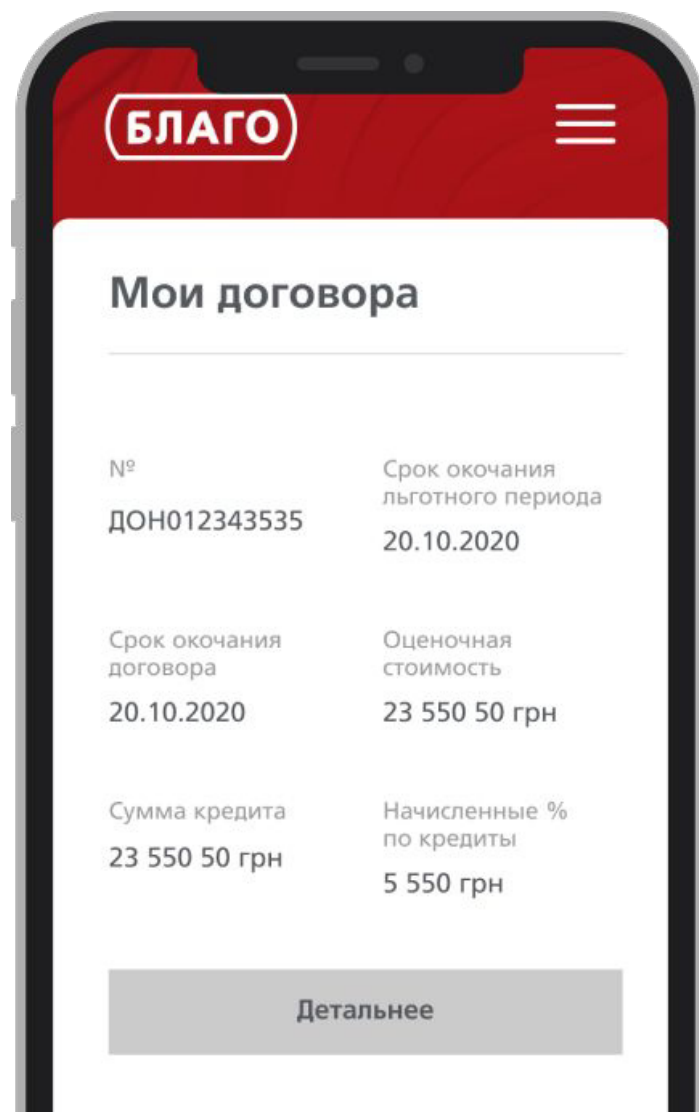 БЛАГО
Мои договора
№
ДОН012343535
Срок окочания
льготного периода
20.10.2020
Срок окочания
договора
20.10.2020
Оценочная
стоимость
23 550 50 грн
Сумма кредита
23 550 50 грн
Начисленные %
по кредиты
5 550 грн
Детальнее